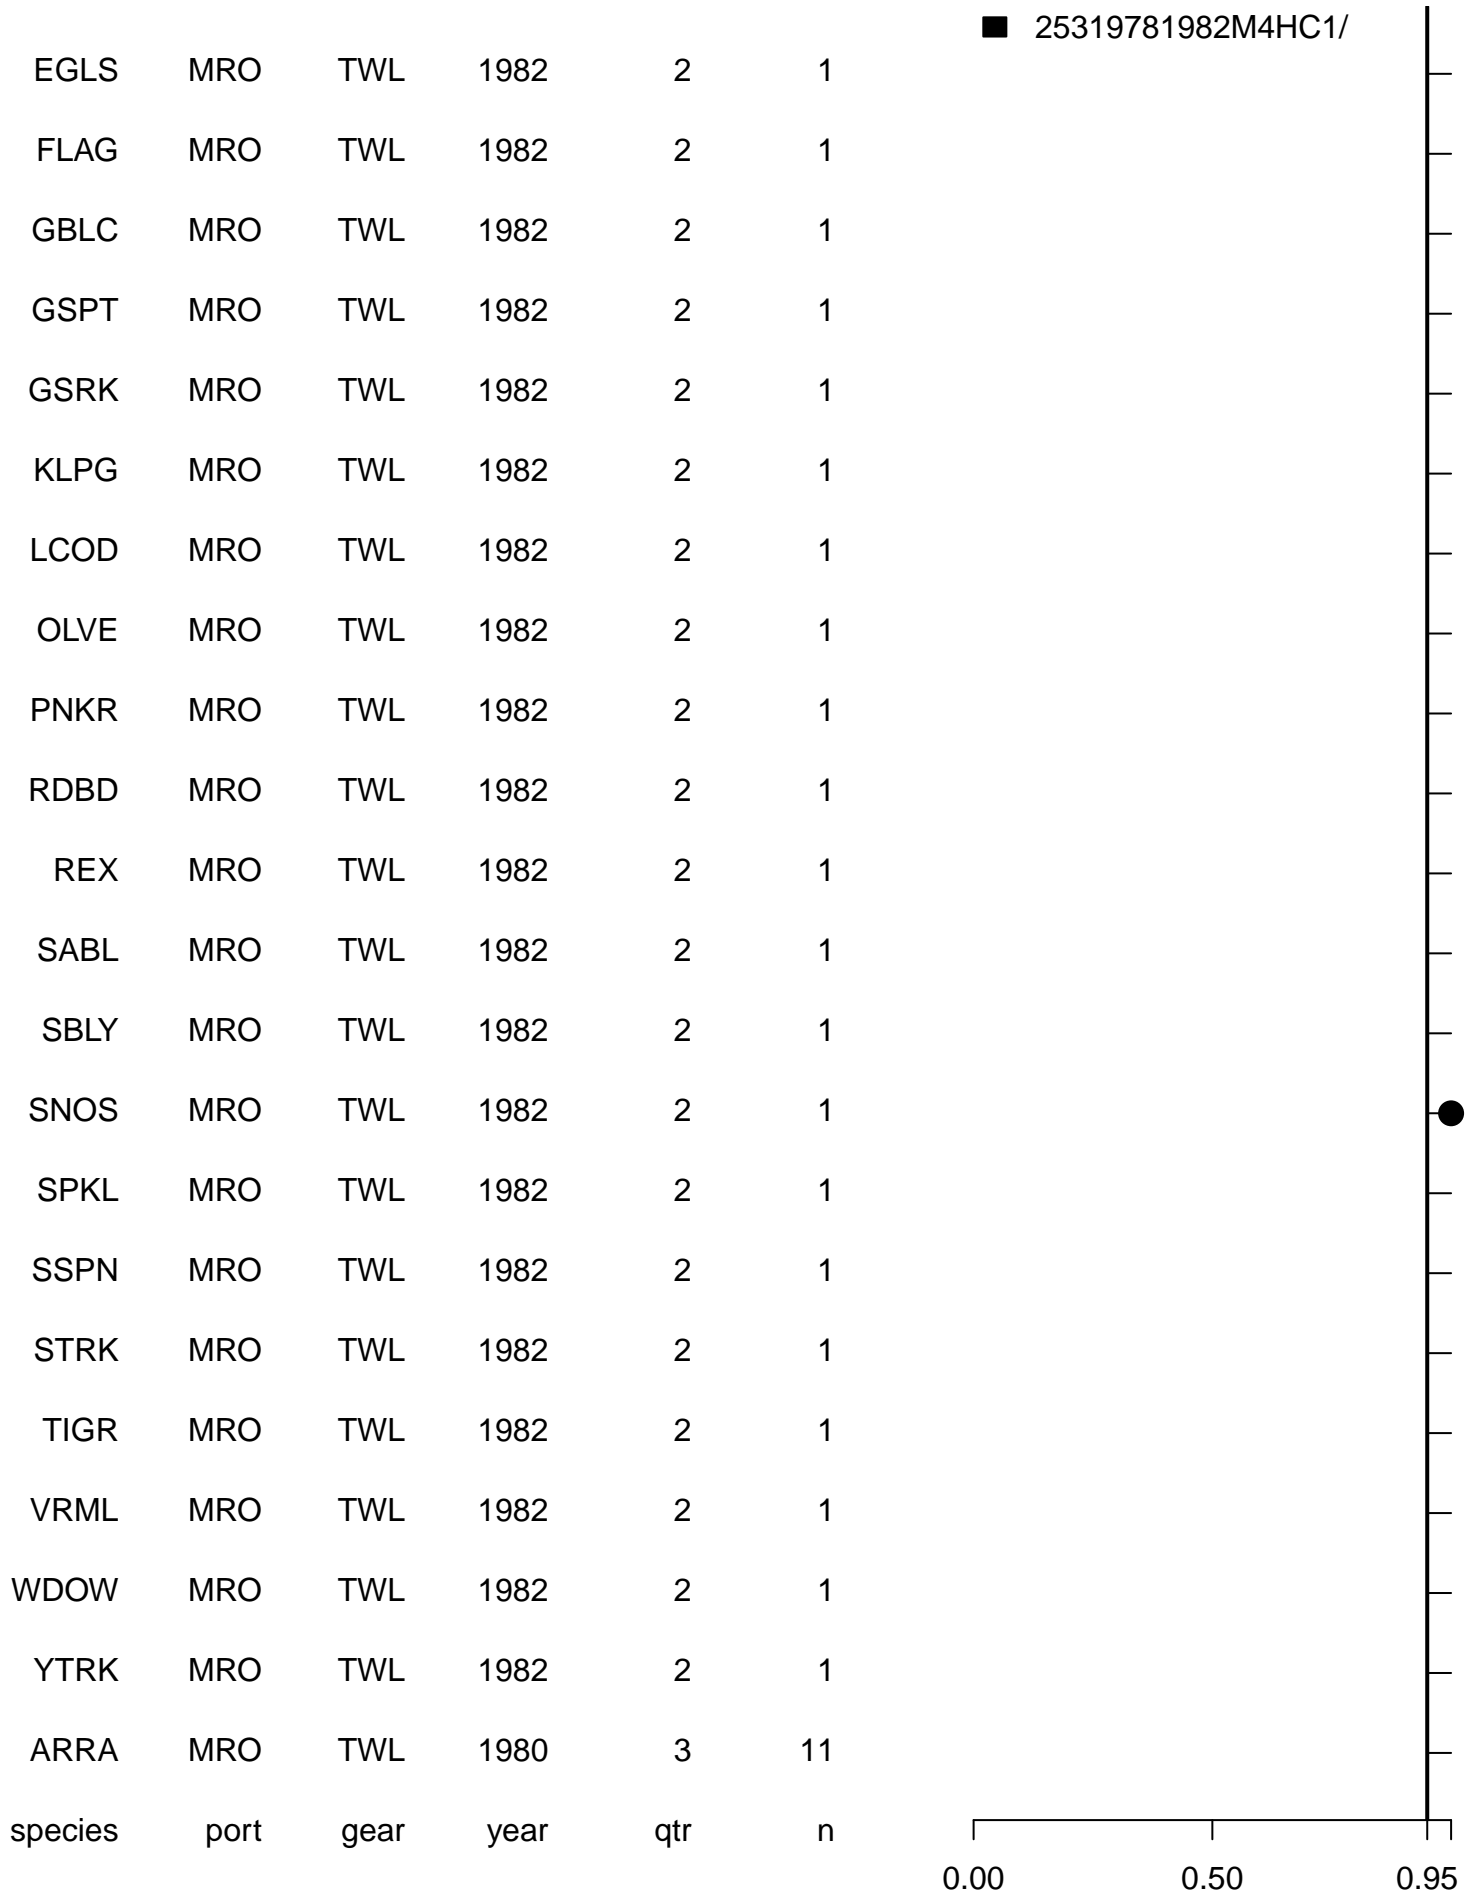 25319781982M4HC1/
EGLS MRO TWL 1982 2 1
FLAG MRO TWL 1982 2 1
GBLC MRO TWL 1982 2 1
GSPT MRO TWL 1982 2 1
GSRK MRO TWL 1982 2 1
KLPG MRO TWL 1982 2 1
LCOD MRO TWL 1982 2 1
OLVE MRO TWL 1982 2 1
PNKR MRO TWL 1982 2 1
RDBD MRO TWL 1982 2 1
REX MRO TWL 1982 2 1
SABL MRO TWL 1982 2 1
SBLY MRO TWL 1982 2 1
SNOS MRO TWL 1982 2 1
SPKL MRO TWL 1982 2 1
SSPN MRO TWL 1982 2 1
STRK MRO TWL 1982 2 1
TIGR MRO TWL 1982 2 1
VRML MRO TWL 1982 2 1
WDOW MRO TWL 1982 2 1
YTRK MRO TWL 1982 2 1
ARRA MRO TWL 1980 3 11
species port gear year qtr n
0.00 0.50 0.95